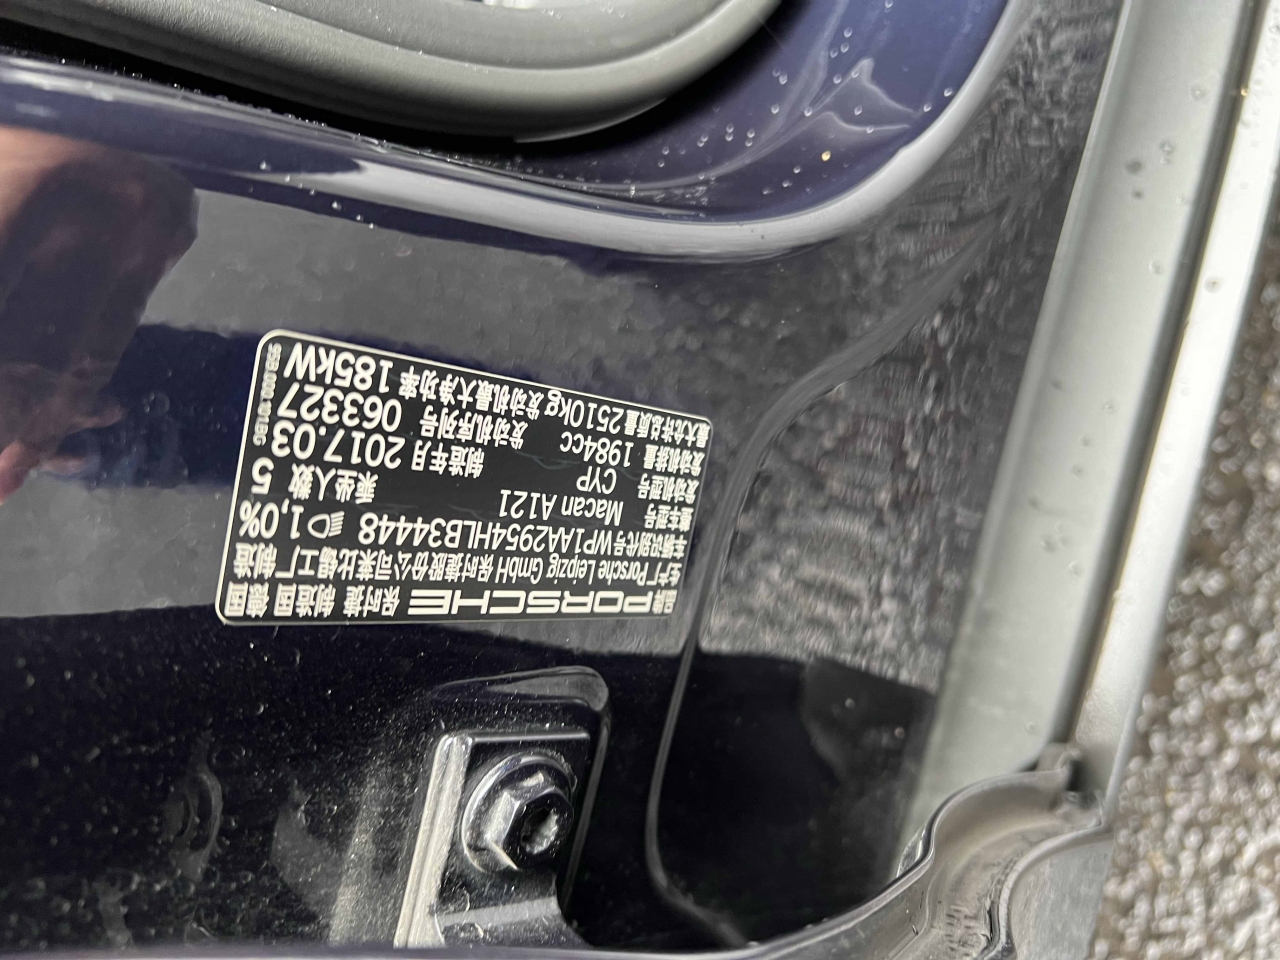 品牌 PORSCHE 保时捷 制造国 德国
生产厂 Porsche Leipzig GmbH 保时捷股份公司莱比锡工厂 制造
车辆识别代号 WP1AA2954HLB34448 1,0%
整车型号 Macan A121 乘坐人数 5
发动机型号 CYP 制造年月 2017.03
发动机排量 1984cc 发动机序列号 063327
最大允许总质量 2510kg 发动机最大净功率 185kW